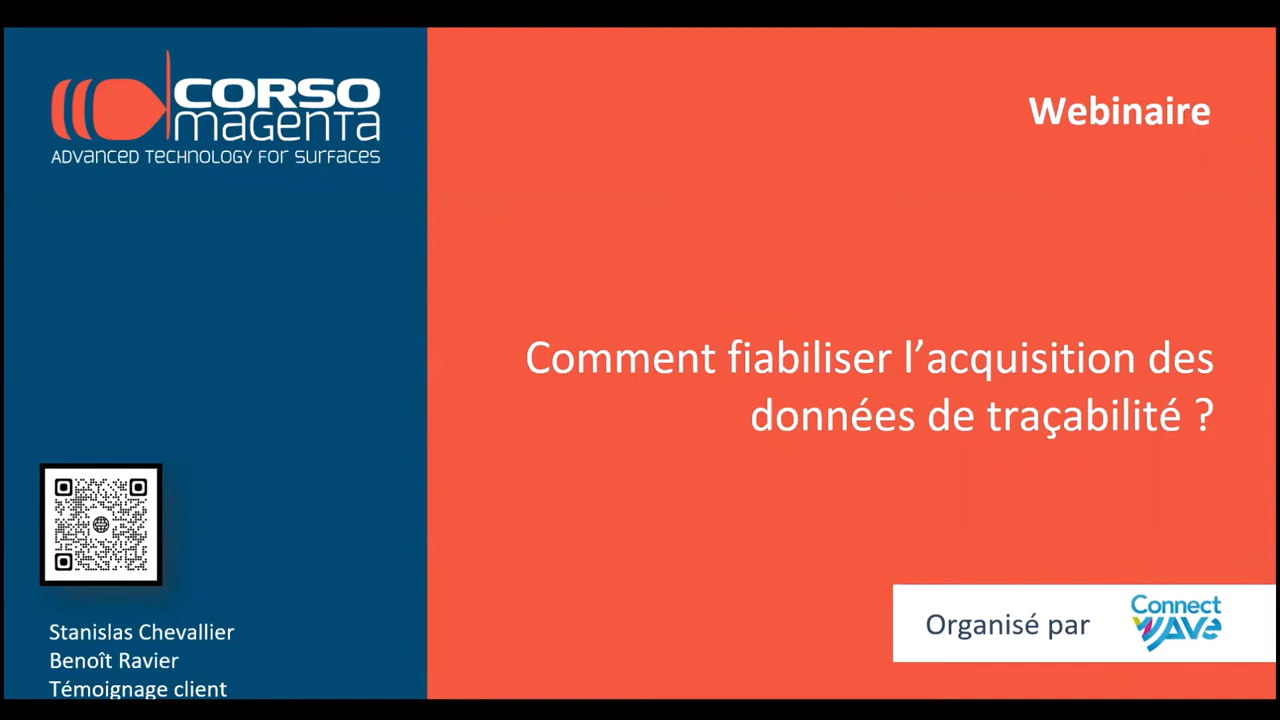 CORSO
magenta
ADVANCED TECHNOLOGY FOR SURFACES
Webinaire
Comment fiabiliser l’acquisition des
données de traçabilité ?
Stanislas Chevallier
Benoît Ravier
Témoignage client
Organisé par
Connect
wAve